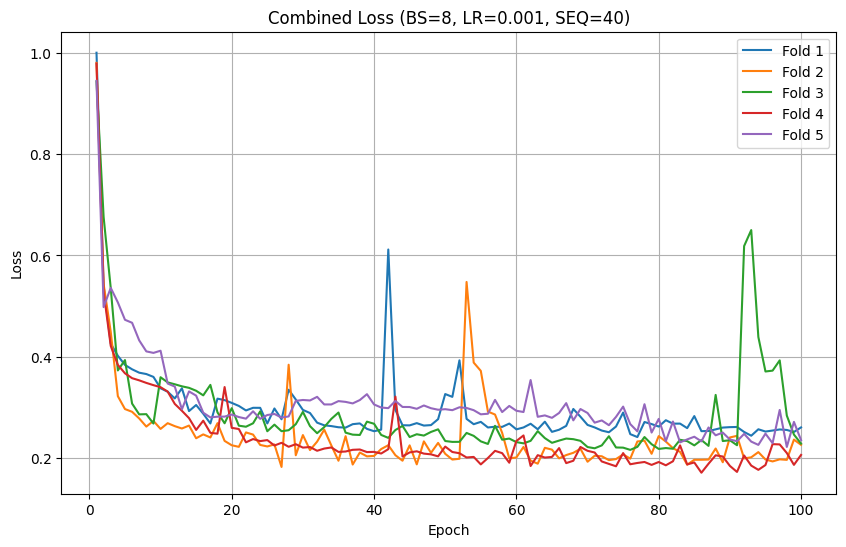 Combined Loss (BS=8, LR=0.001, SEQ=40)
Fold 1
Fold 2
Fold 3
Fold 4
Fold 5
1.0
0.8
0.6
0.4
0.2
Loss
0 20 40 60 80 100
Epoch